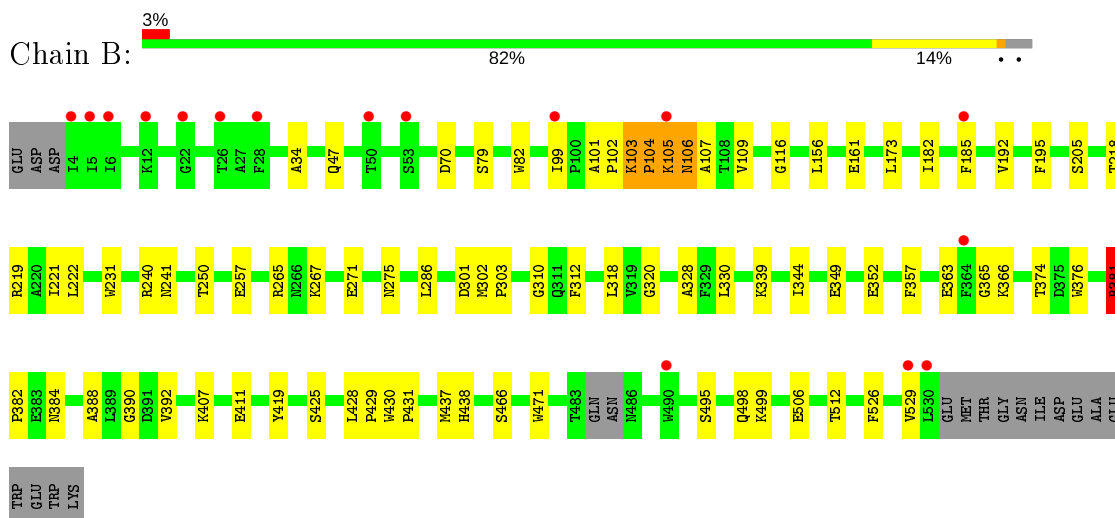 3%
Chain B:
82% 14% • •
GLU ASP ASP I4 I5 I6 K12 G22 T26 A27 F28 A34 Q47 T50 S53 D70 S79 W82 I99 P100 A101 P102 K103 P104 K105 N106 A107 T108 V109 G116 L156 E161 L173 I182 F185 V192 F195 S205 T218
R219 A220 I221 L222 W231 R240 N241 T250 E257 R265 N266 K267 E271 N275 L286 D301 M302 P303 G310 Q311 F312 L318 V319 G320 A328 F329 L330 K339 I344 E349 E352 F357 E363 F364 G365 K366 T374 D375 W376 P381
P382 E383 N384 A388 L389 G390 D391 V392 K407 E411 Y419 S425 L428 P429 W430 P431 M437 H438 S466 W471 T483 GLN ASN N486 W490 S495 Q498 K499 E506 T512 F526 V529 L530 GLU MET THR GLY ASN ILE ASP GLU ALA GLU
TRP GLU TRP LYS